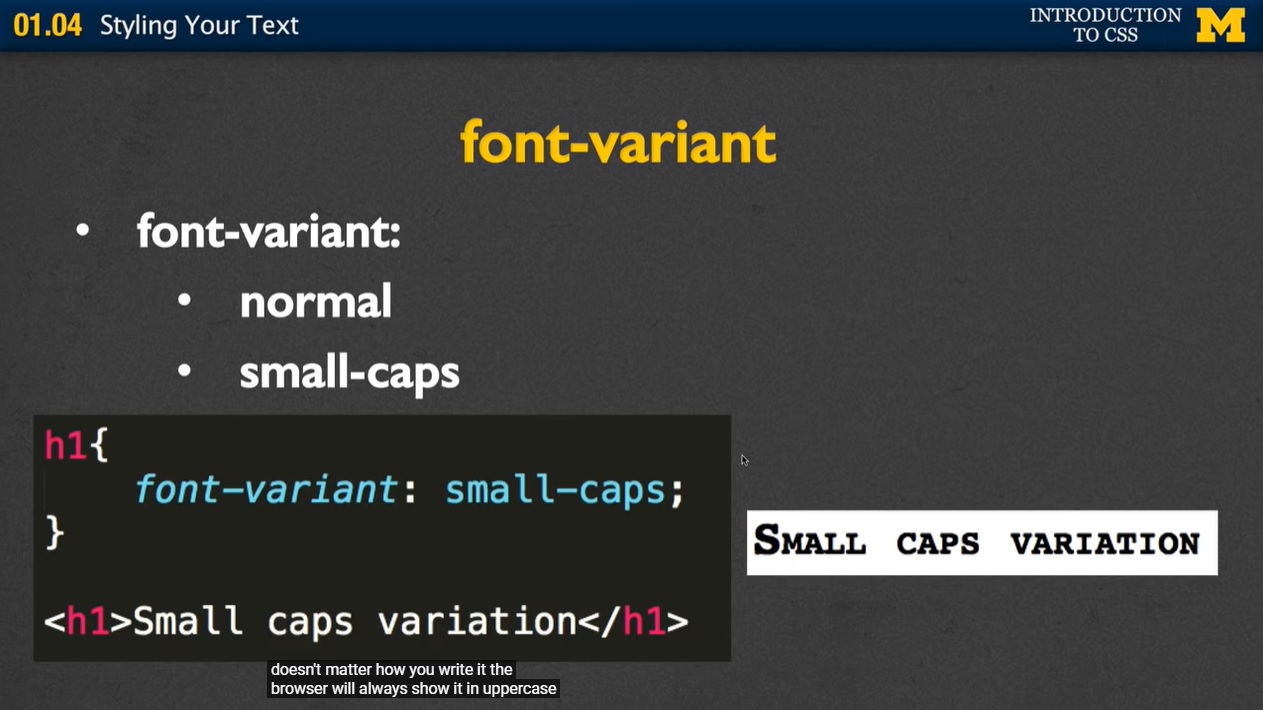 01.04 Styling Your Text
INTRODUCTION
TO CSS
M
font-variant
• font-variant:
• normal
• small-caps
h1{
    font-variant: small-caps;
}
<h1>Small caps variation</h1>
Small caps variation
doesn't matter how you write it the
browser will always show it in uppercase